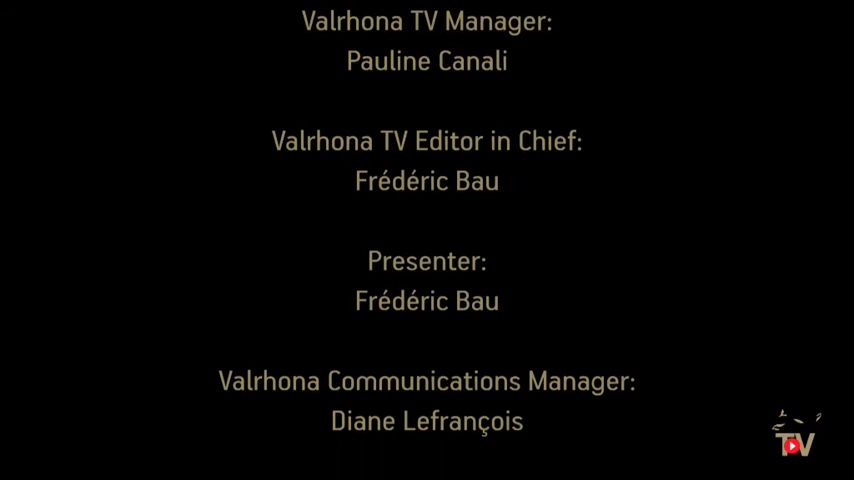 Valrhona TV Manager:
Pauline Canali
Valrhona TV Editor in Chief:
Frédéric Bau
Presenter:
Frédéric Bau
Valrhona Communications Manager:
Diane Lefrançois
TV